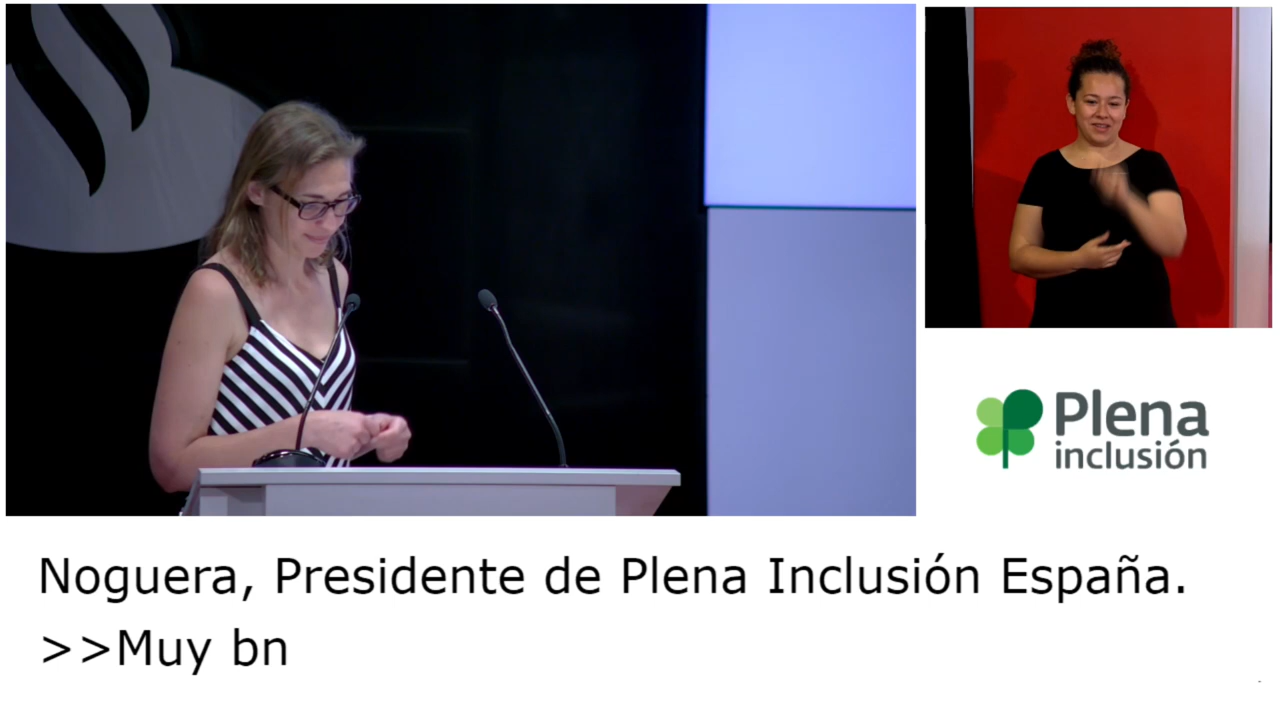 Plena
inclusión
Noguera, Presidente de Plena Inclusión España.
>>Muy bn